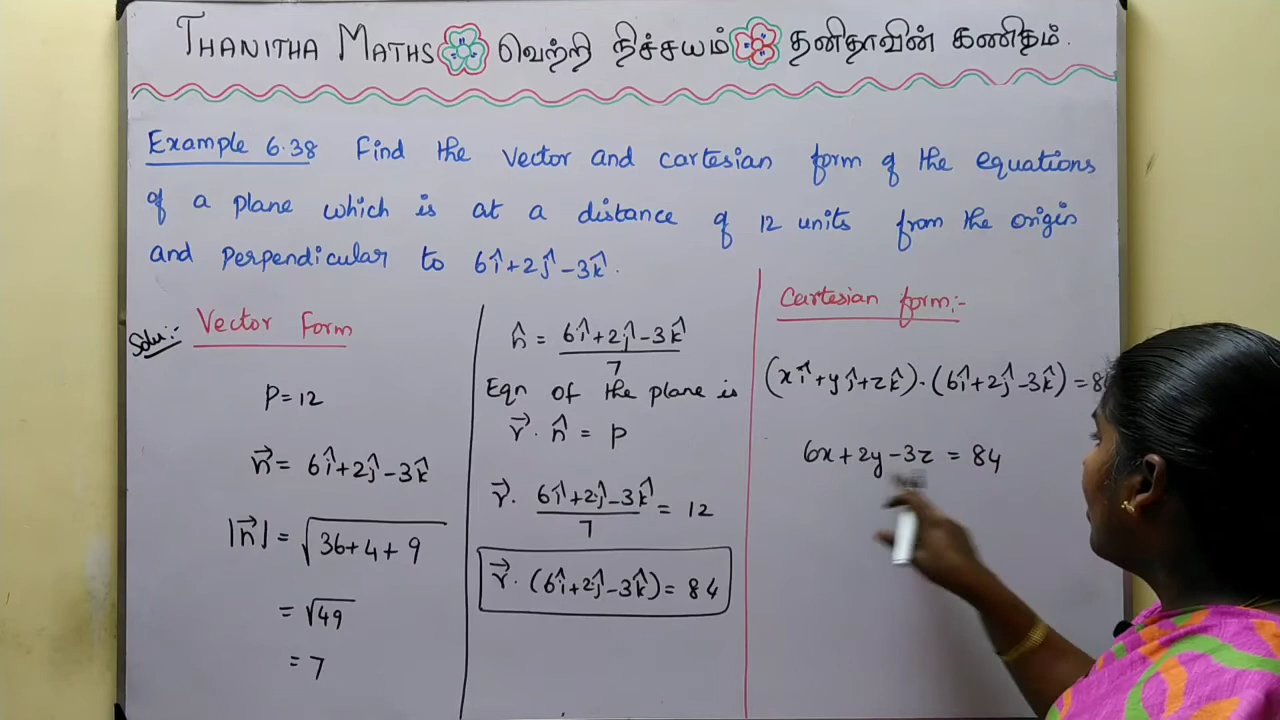 THANITHA MATHS வெற்றி நிச்சயம் தனிதாவின் கணிதம்.
Example 6.38 Find the vector and cartesian form of the equations
of a plane which is at a distance of 12 units from the origin
and perpendicular to 6î+2ĵ-3k̂.
Solu:-
Vector Form
P=12
n⃗ = 6î+2ĵ-3k̂
|n⃗| = √36+4+9
= √49
= 7
n̂ = 6î+2ĵ-3k̂
7
Eqn of the plane is
r⃗. n̂ = p
r⃗. 6î+2ĵ-3k̂ = 12
7
r⃗. (6î+2ĵ-3k̂) = 84
Cartesian form:-
(xî+yĵ+zk̂).(6î+2ĵ-3k̂) =
6x+2y-3z = 84